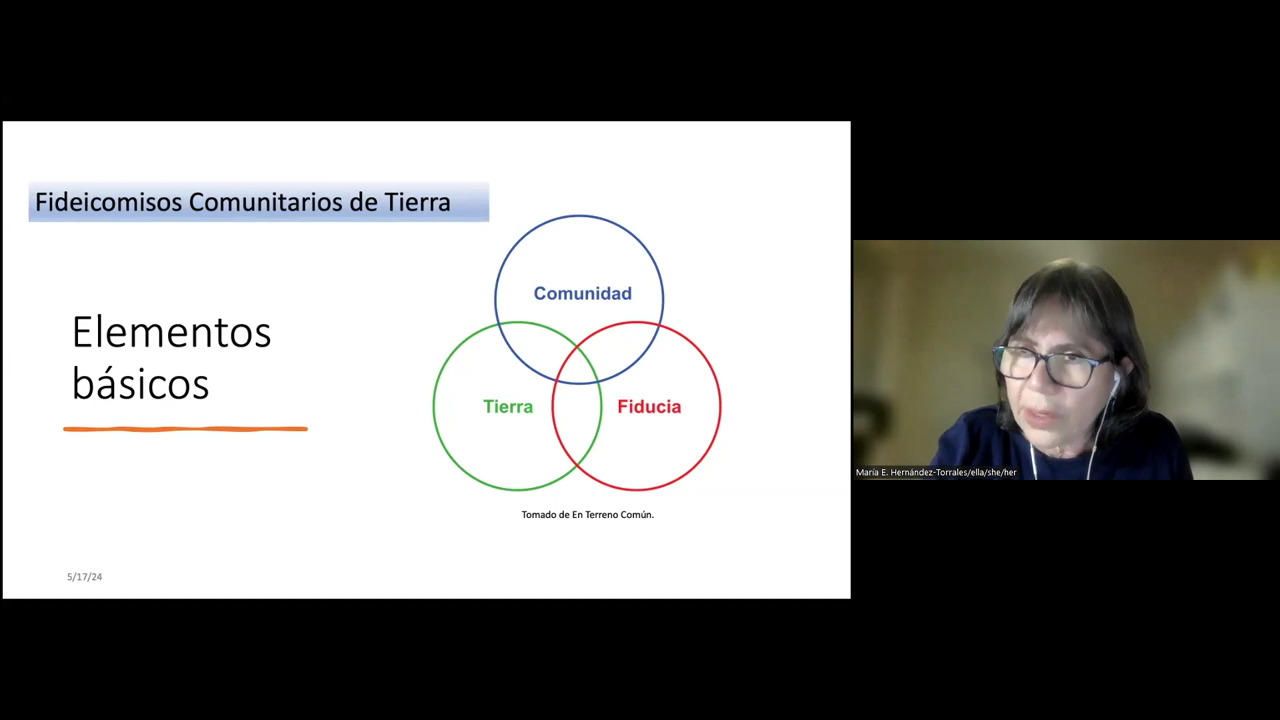 Fideicomisos Comunitarios de Tierra
Elementos
básicos
Comunidad
Tierra
Fiducia
Tomado de En Terreno Común.
5/17/24
María E. Hernández-Torrales/ella/she/her